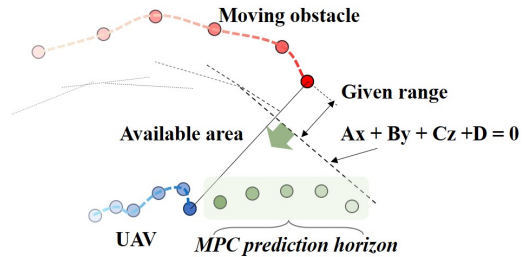 Moving obstacle
Given range
Available area
Ax + By + Cz +D = 0
UAV
MPC prediction horizon